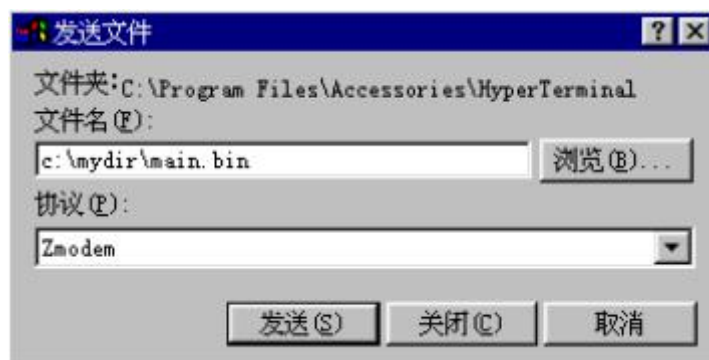 发送文件
文件夹:C:\Program Files\Accessories\HyperTerminal
文件名(F):
c:\mydir\main.bin
浏览(B)...
协议(P):
Zmodem
发送(S)
关闭(C)
取消